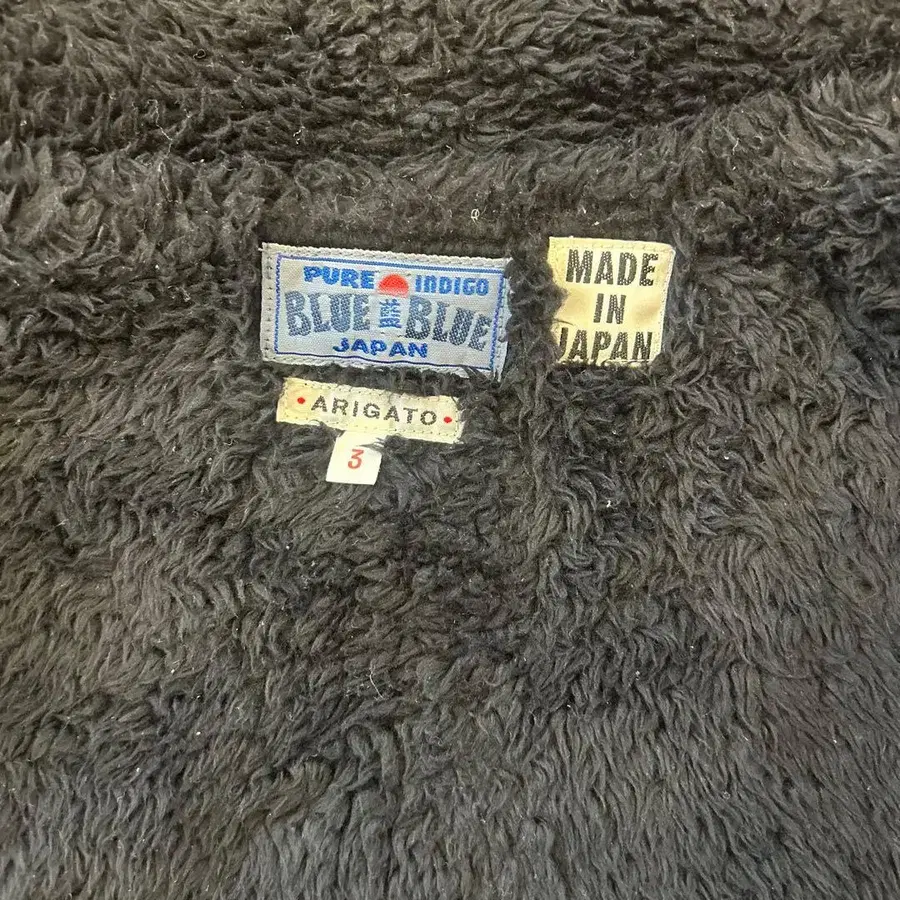 PURE INDIGO
BLUE 藍 BLUE
JAPAN
MADE
IN
JAPAN
• ARIGATO •
3